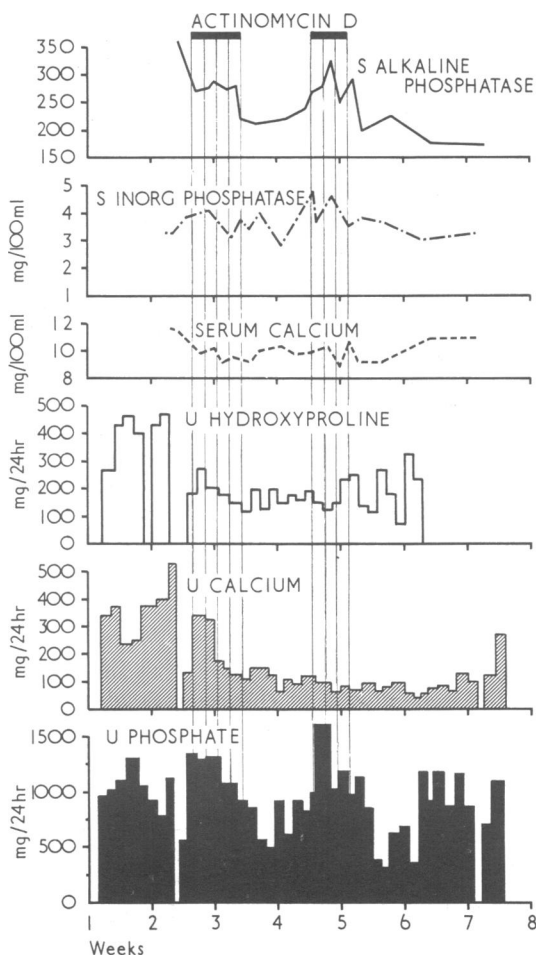 ACTINOMYCIN D
350
300
250
200
150
S ALKALINE
PHOSPHATASE
mg/100ml
5
4
3
2
1
S INORG PHOSPHATASE
mg/100ml
12
10
8
SERUM CALCIUM
mg/24hr
500
400
300
200
100
0
U HYDROXYPROLINE
mg/24hr
500
400
300
200
100
0
U CALCIUM
mg/24hr
1500
1000
500
0
U PHOSPHATE
1 2 3 4 5 6 7 8
Weeks